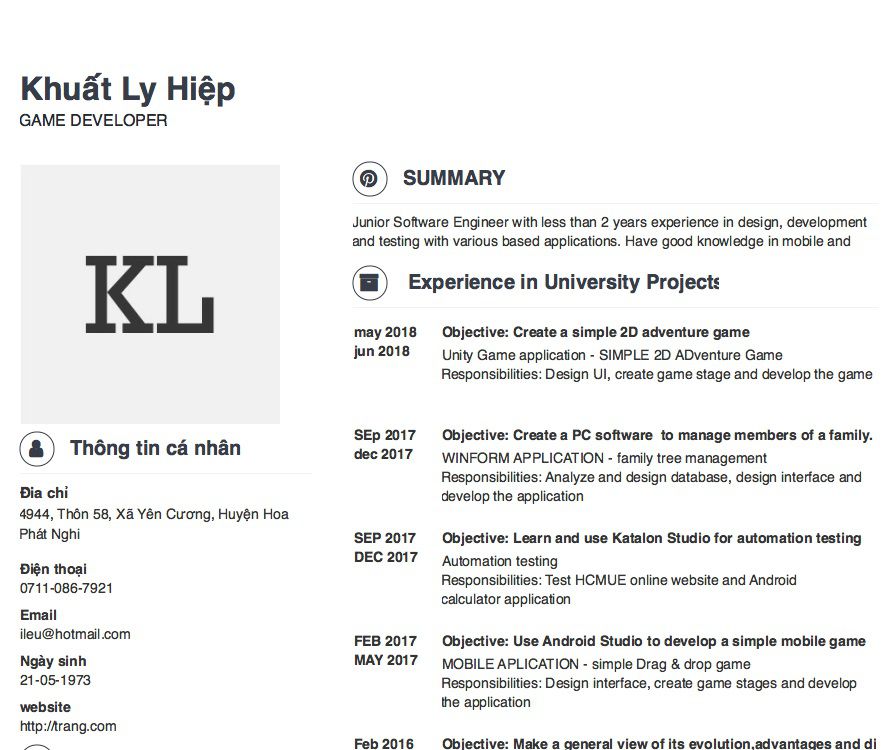 Khuất Ly Hiệp
GAME DEVELOPER
KL
Thông tin cá nhân
Địa chỉ
4944, Thôn 58, Xã Yên Cương, Huyện Hoa
Phát Nghi
Điện thoại
0711-086-7921
Email
ileu@hotmail.com
Ngày sinh
21-05-1973
website
http://trang.com
SUMMARY
Junior Software Engineer with less than 2 years experience in design, development
and testing with various based applications. Have good knowledge in mobile and
Experience in University Projects
may 2018
jun 2018
Objective: Create a simple 2D adventure game
Unity Game application - SIMPLE 2D ADventure Game
Responsibilities: Design UI, create game stage and develop the game
SEp 2017
dec 2017
Objective: Create a PC software to manage members of a family.
WINFORM APPLICATION - family tree management
Responsibilities: Analyze and design database, design interface and
develop the application
SEP 2017
DEC 2017
Objective: Learn and use Katalon Studio for automation testing
Automation testing
Responsibilities: Test HCMUE online website and Android
calculator application
FEB 2017
MAY 2017
Objective: Use Android Studio to develop a simple mobile game
MOBILE APLICATION - simple Drag & drop game
Responsibilities: Design interface, create game stages and develop
the application
Feb 2016
Objective: Make a general view of its evolution,advantages and di